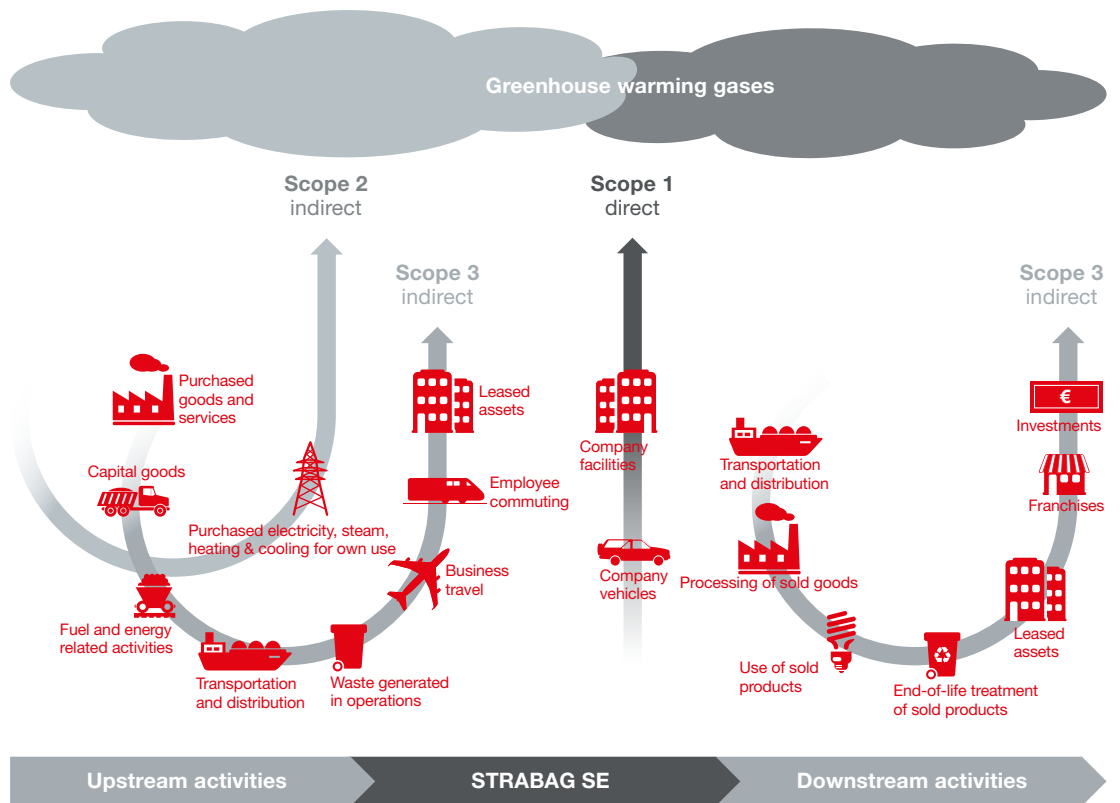 Greenhouse warming gases
Scope 2
indirect
Scope 1
direct
Scope 3
indirect
Scope 3
indirect
Purchased
goods and
services
Capital goods
Purchased electricity, steam,
heating & cooling for own use
Fuel and energy
related activities
Transportation
and distribution
Waste generated
in operations
Business
travel
Employee
commuting
Leased
assets
Company
facilities
Company
vehicles
Transportation
and distribution
Processing of sold goods
Use of sold
products
End-of-life treatment
of sold products
Leased
assets
Franchises
€
Investments
Upstream activities
STRABAG SE
Downstream activities